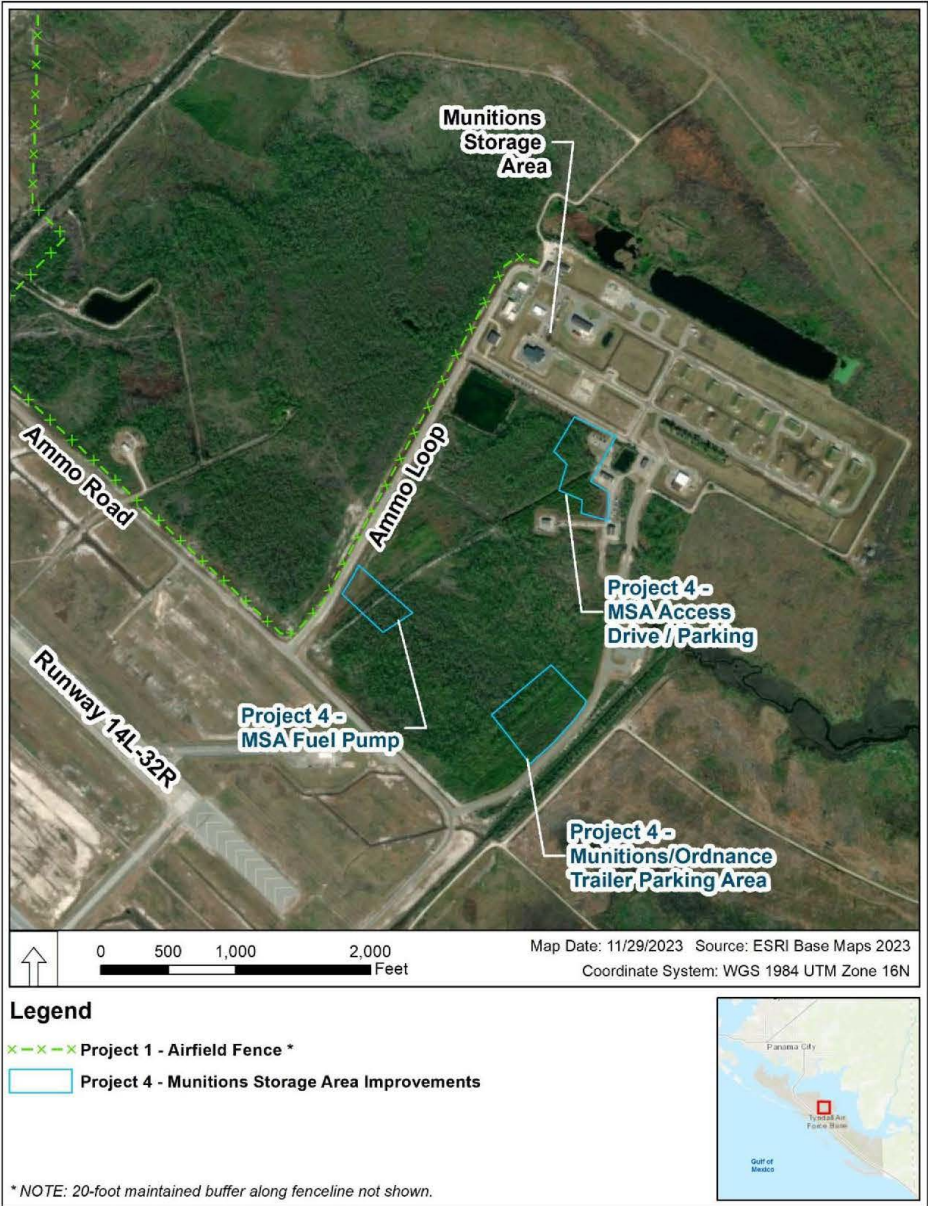 Munitions
Storage
Area
Ammo Road
Ammo Loop
Project 4 -
MSA Access
Drive / Parking
Runway 14L-32R
Project 4 -
MSA Fuel Pump
Project 4 -
Munitions/Ordnance
Trailer Parking Area
0 500 1,000 2,000
Feet
Map Date: 11/29/2023 Source: ESRI Base Maps 2023
Coordinate System: WGS 1984 UTM Zone 16N
Legend
Project 1 - Airfield Fence *
Project 4 - Munitions Storage Area Improvements
* NOTE: 20-foot maintained buffer along fenceline not shown.
Panama City
Tyndall Air
Force Base
Gulf of
Mexico